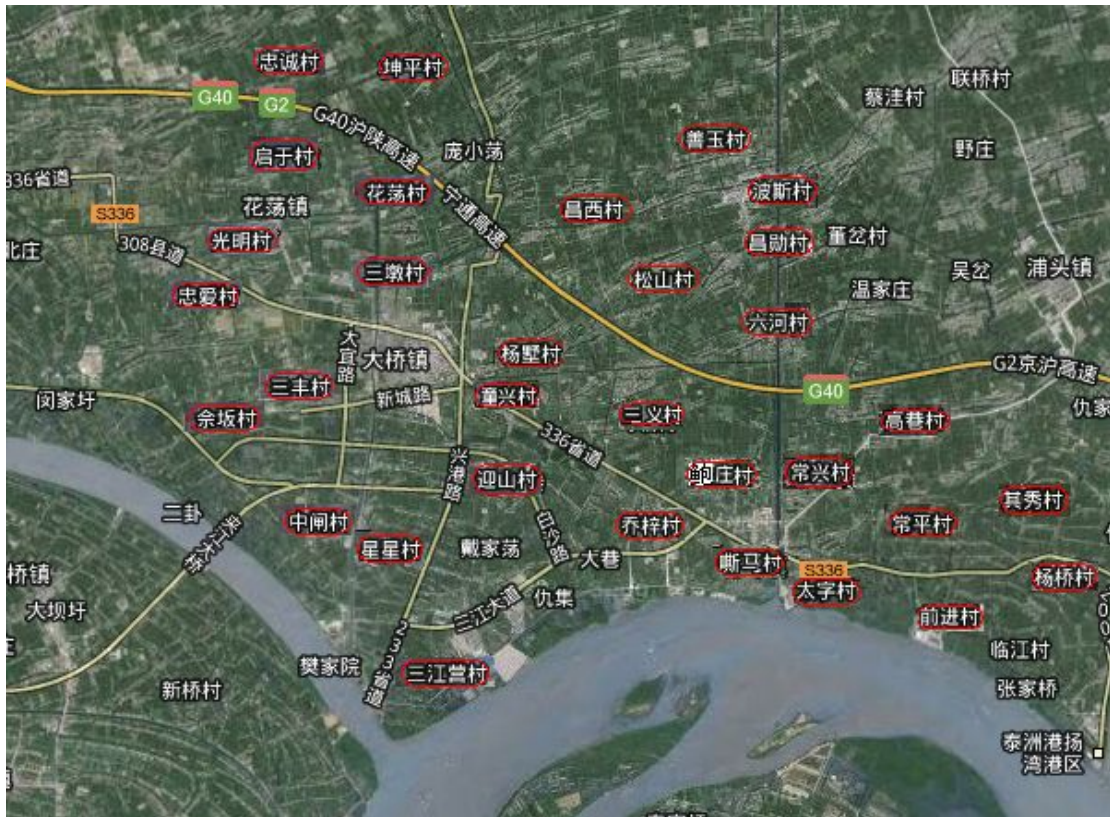 忠诚村
坤平村
联桥村
G40
G2
蔡洼村
G40沪陕高速
善玉村
启于村
庞小荡
野庄
336省道
花荡村
波斯村
S336
花荡镇
宁通高速
昌西村
光明村
308县道
北庄
昌勋村
董岔村
三墩村
松山村
吴岔
浦头镇
忠爱村
温家庄
六河村
大宜路
大桥镇
杨墅村
G2京沪高速
三丰村
新城路
童兴村
G40
闵家圩
佘坂村
三义村
高巷村
仇家
336省道
兴港路
迎山村
鲍庄村
常兴村
其秀村
二卦
中闸村
乔梓村
常平村
夹江大桥
星星村
戴家荡
大巷
嘶马村
S336
桥镇
杨桥村
大坝圩
三江大道
仇集
太字村
前进村
233省道
临江村
樊家院
三江营村
新桥村
张家桥
泰洲港扬
湾港区